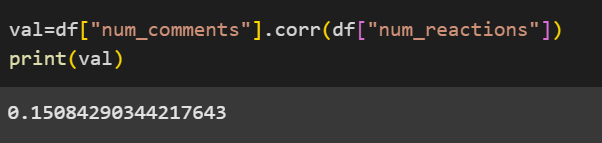 val=df["num_comments"].corr(df["num_reactions"])
print(val)
0.15084290344217643